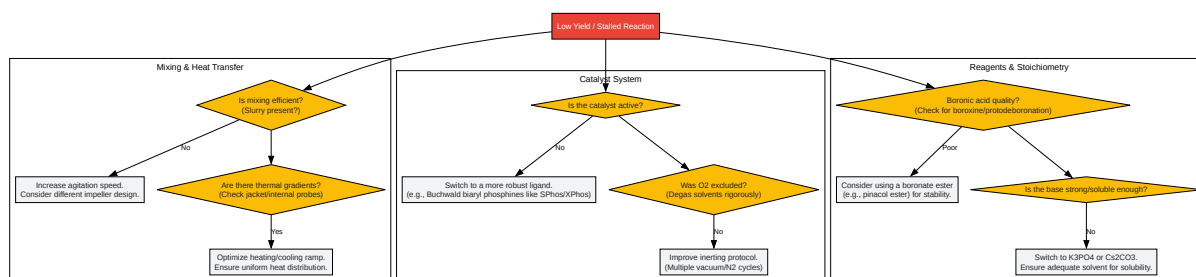 Low Yield / Stalled Reaction
Mixing & Heat Transfer
Is mixing efficient?
(Slurry present?)
No
Increase agitation speed.
Consider different impeller design.
Are there thermal gradients?
(Check jacket/internal probes)
Yes
Optimize heating/cooling ramp.
Ensure uniform heat distribution.
Catalyst System
Is the catalyst active?
No
Switch to a more robust ligand.
(e.g., Buchwald biaryl phosphines like SPhos/XPhos)
Was O2 excluded?
(Degas solvents rigorously)
No
Improve inerting protocol.
(Multiple vacuum/N2 cycles)
Reagents & Stoichiometry
Boronic acid quality?
(Check for boroxine/protodeboronation)
Poor
Consider using a boronate ester
(e.g., pinacol ester) for stability.
Is the base strong/soluble enough?
No
Switch to K3PO4 or Cs2CO3.
Ensure adequate solvent for solubility.